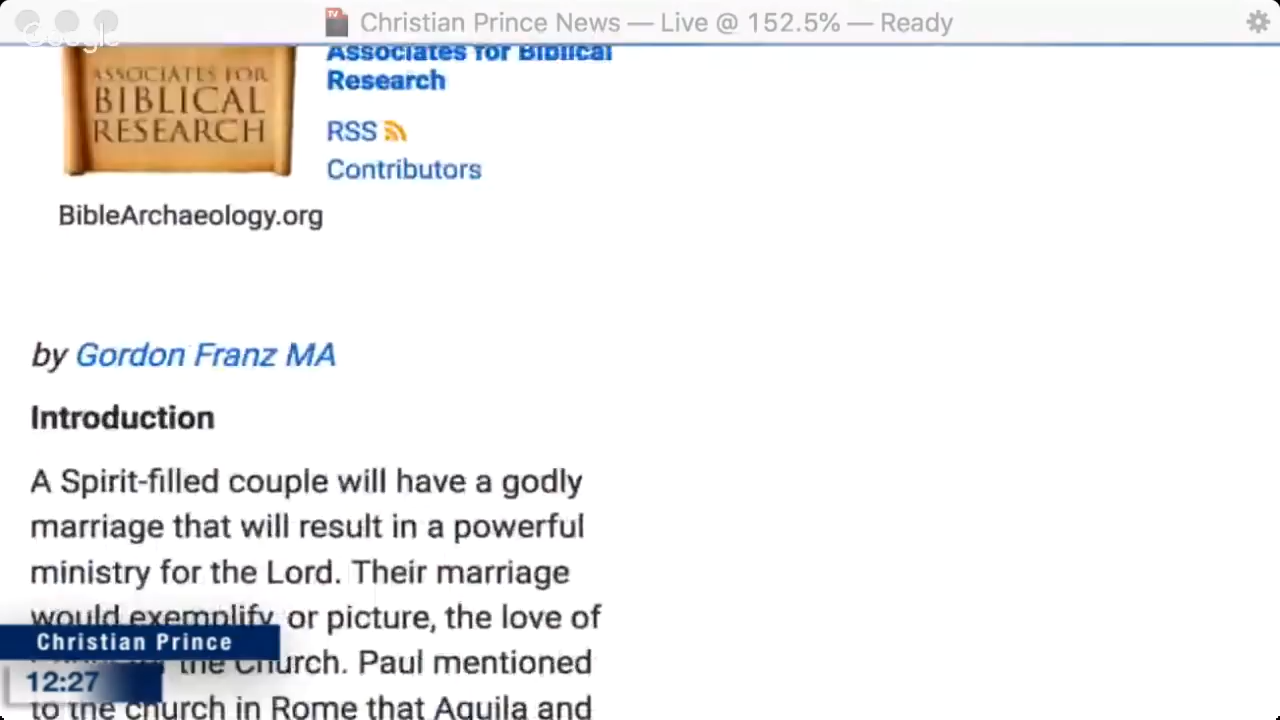 Christian Prince News — Live @ 152.5% — Ready
Google
ASSOCIATES FOR
BIBLICAL
RESEARCH
Associates for Biblical
Research
RSS
Contributors
BibleArchaeology.org
by Gordon Franz MA
Introduction
A Spirit-filled couple will have a godly
marriage that will result in a powerful
ministry for the Lord. Their marriage
would exemplify, or picture, the love of
the Church. Paul mentioned
to the church in Rome that Aquila and
Christian Prince
12:27